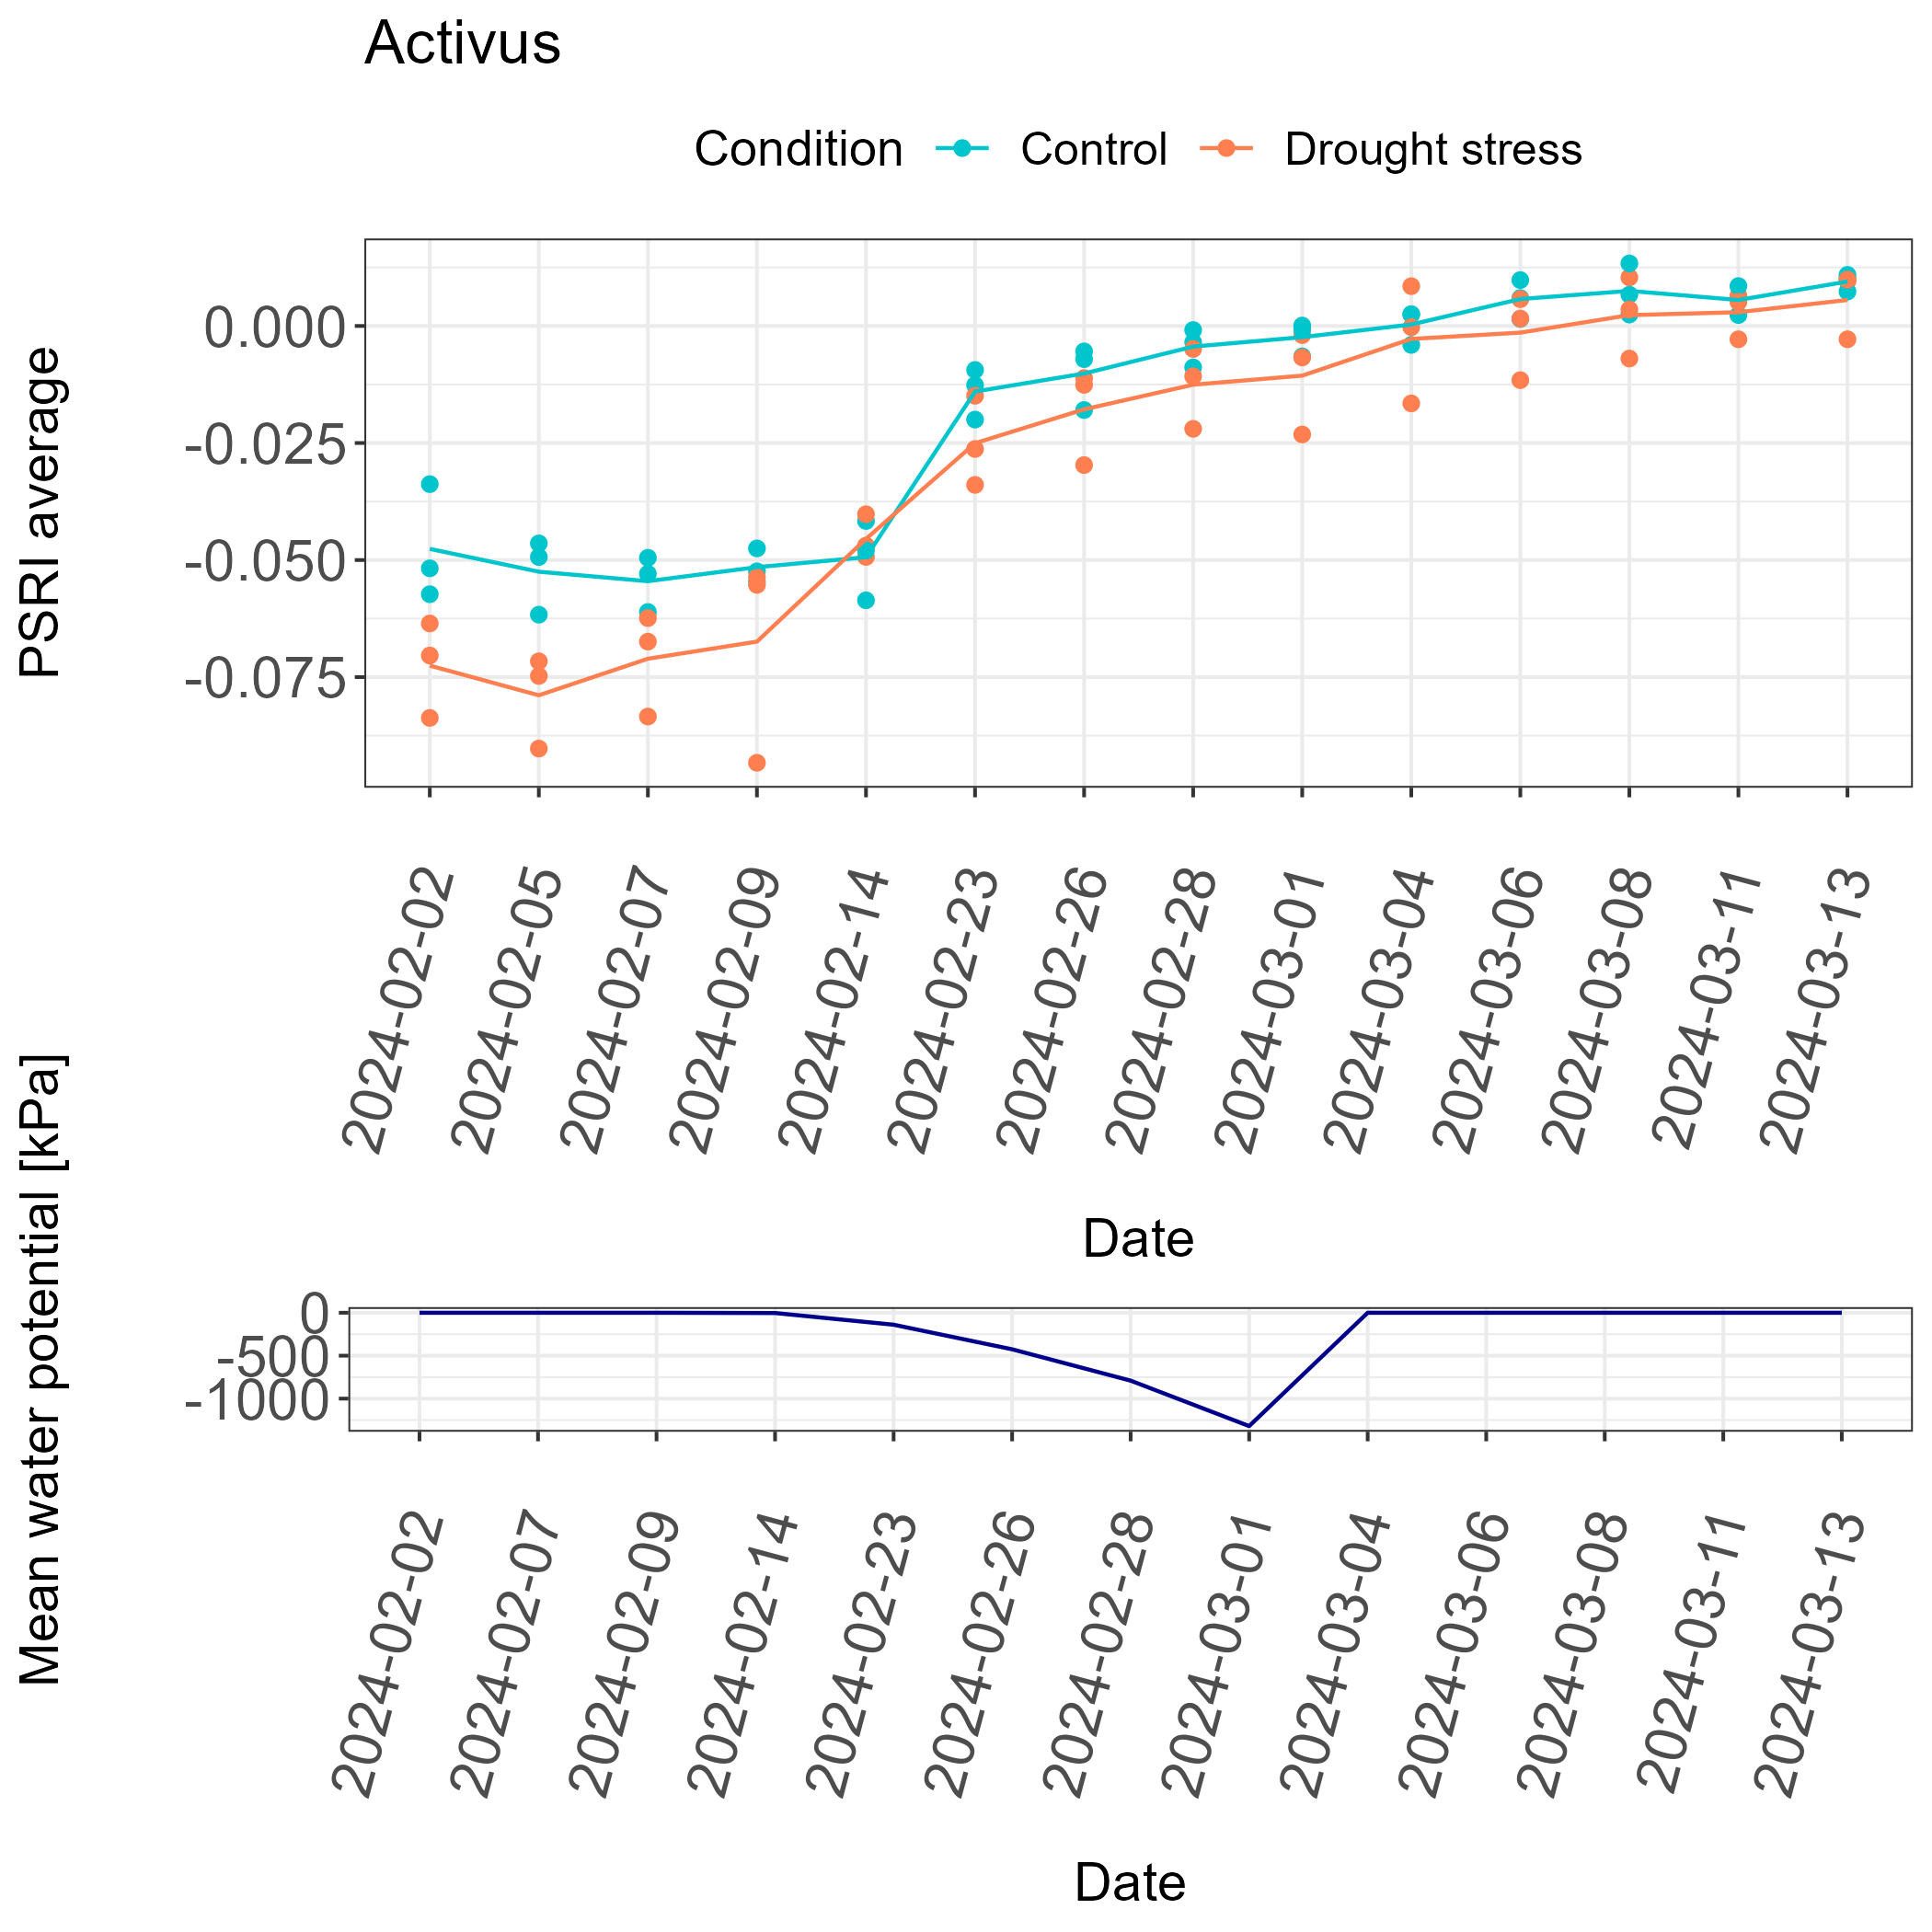 Activus
Condition Control Drought stress
PSRI average
0.000
-0.025
-0.050
-0.075
2024-02-02 2024-02-05 2024-02-07 2024-02-09 2024-02-14 2024-02-23 2024-02-26 2024-02-28 2024-03-01 2024-03-04 2024-03-06 2024-03-08 2024-03-11 2024-03-13
Date
Mean water potential [kPa]
0
-500
-1000
2024-02-02 2024-02-07 2024-02-09 2024-02-14 2024-02-23 2024-02-26 2024-02-28 2024-03-01 2024-03-04 2024-03-06 2024-03-08 2024-03-11 2024-03-13
Date